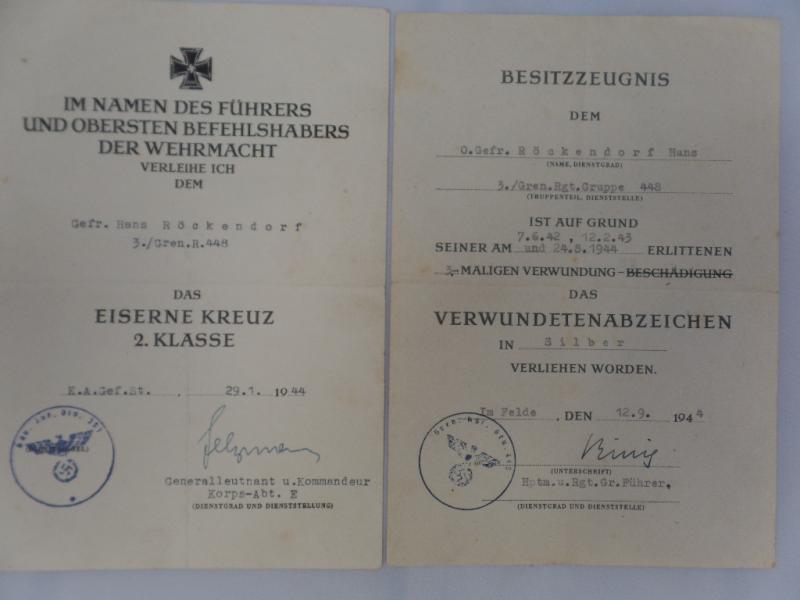 IM NAMEN DES FÜHRERS
UND OBERSTEN BEFEHLSHABERS
DER WEHRMACHT
VERLEIHE ICH
DEM
Gefr. Hans Röckendorf
3./Gren.R.448
DAS
EISERNE KREUZ
2. KLASSE
K.A.Gef.St. , 29.1. 1944
Generalleutnant u.Kommandeur
Korps-Abt. E
(DIENSTGRAD UND DIENSTSTELLUNG)
BESITZZEUGNIS
DEM
O.Gefr. Röckendorf Hans
(NAME, DIENSTGRAD)
3./Gren.Rgt.Gruppe 448
(TRUPPENTEIL, DIENSTSTELLE)
IST AUF GRUND
7.6.42 , 12.2.43
SEINER AM und 24.8.1944 ERLITTENEN
3.-MALIGEN VERWUNDUNG – BESCHÄDIGUNG
DAS
VERWUNDETENABZEICHEN
IN Silber
VERLIEHEN WORDEN.
Im Felde , DEN 12.9. 1944
(UNTERSCHRIFT)
Hptm.u.Rgt.Gr.Führer.
(DIENSTGRAD UND DIENSTSTELLE)